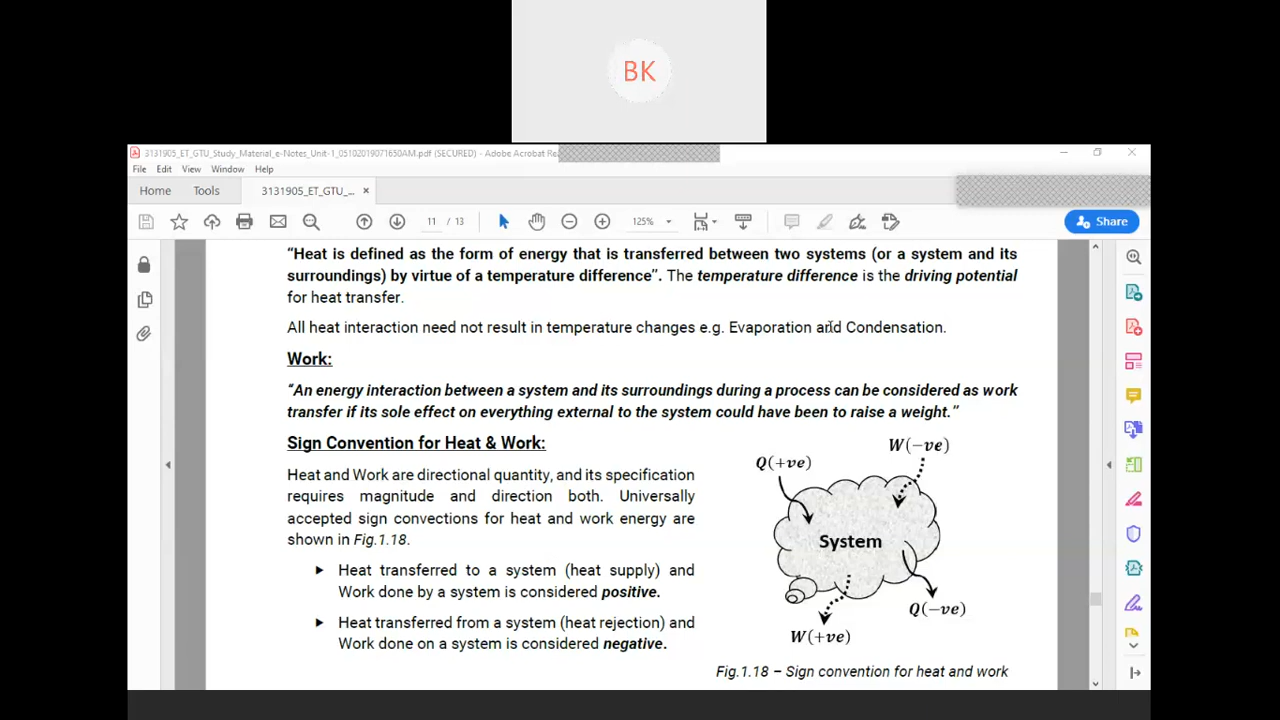 BK
3131905_ET_GTU_Study_Material_e-Notes_Unit-1_05102019071650AM.pdf (SECURED) - Adobe Acrobat Re
File Edit View Window Help
Home Tools 3131905_ET_GTU_... ×
11 / 13 125% Share
“Heat is defined as the form of energy that is transferred between two systems (or a system and its
surroundings) by virtue of a temperature difference”. The temperature difference is the driving potential
for heat transfer.
All heat interaction need not result in temperature changes e.g. Evaporation and Condensation.
Work:
“An energy interaction between a system and its surroundings during a process can be considered as work
transfer if its sole effect on everything external to the system could have been to raise a weight.”
Sign Convention for Heat & Work:
Heat and Work are directional quantity, and its specification
requires magnitude and direction both. Universally
accepted sign convections for heat and work energy are
shown in Fig.1.18.
Heat transferred to a system (heat supply) and
Work done by a system is considered positive.
Heat transferred from a system (heat rejection) and
Work done on a system is considered negative.
W(−ve)
Q(+ve)
System
Q(−ve)
W(+ve)
Fig.1.18 – Sign convention for heat and work